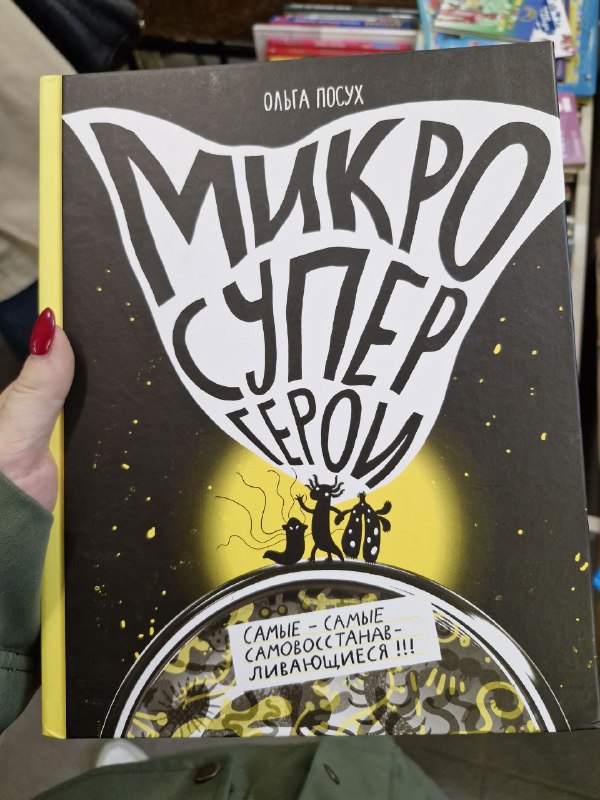 ОЛЬГА ПОСУХ
МИКРО
СУПЕР
ГЕРОИ
САМЫЕ – САМЫЕ
САМОВОССТАНАВ–
ЛИВАЮЩИЕСЯ !!!